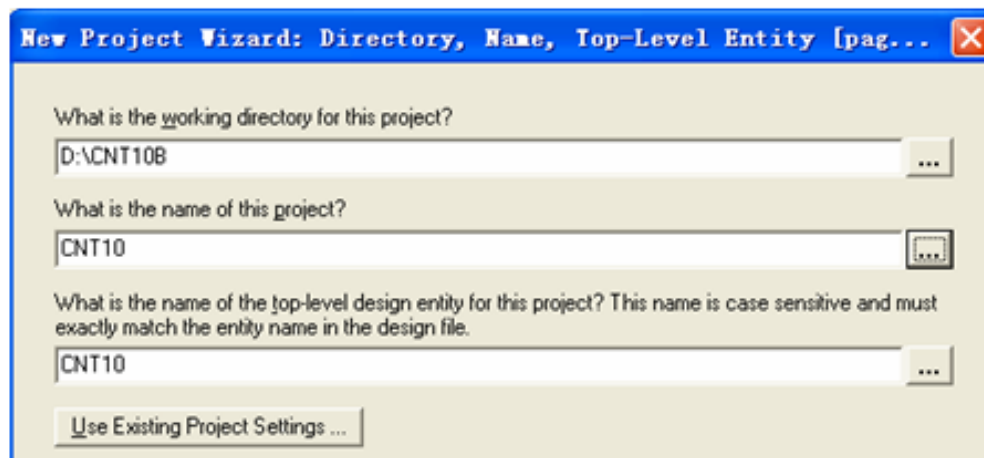 New Project Wizard: Directory, Name, Top-Level Entity [pag...
What is the working directory for this project?
D:\CNT10B
...
What is the name of this project?
CNT10
...
What is the name of the top-level design entity for this project? This name is case sensitive and must
exactly match the entity name in the design file.
CNT10
...
Use Existing Project Settings ...